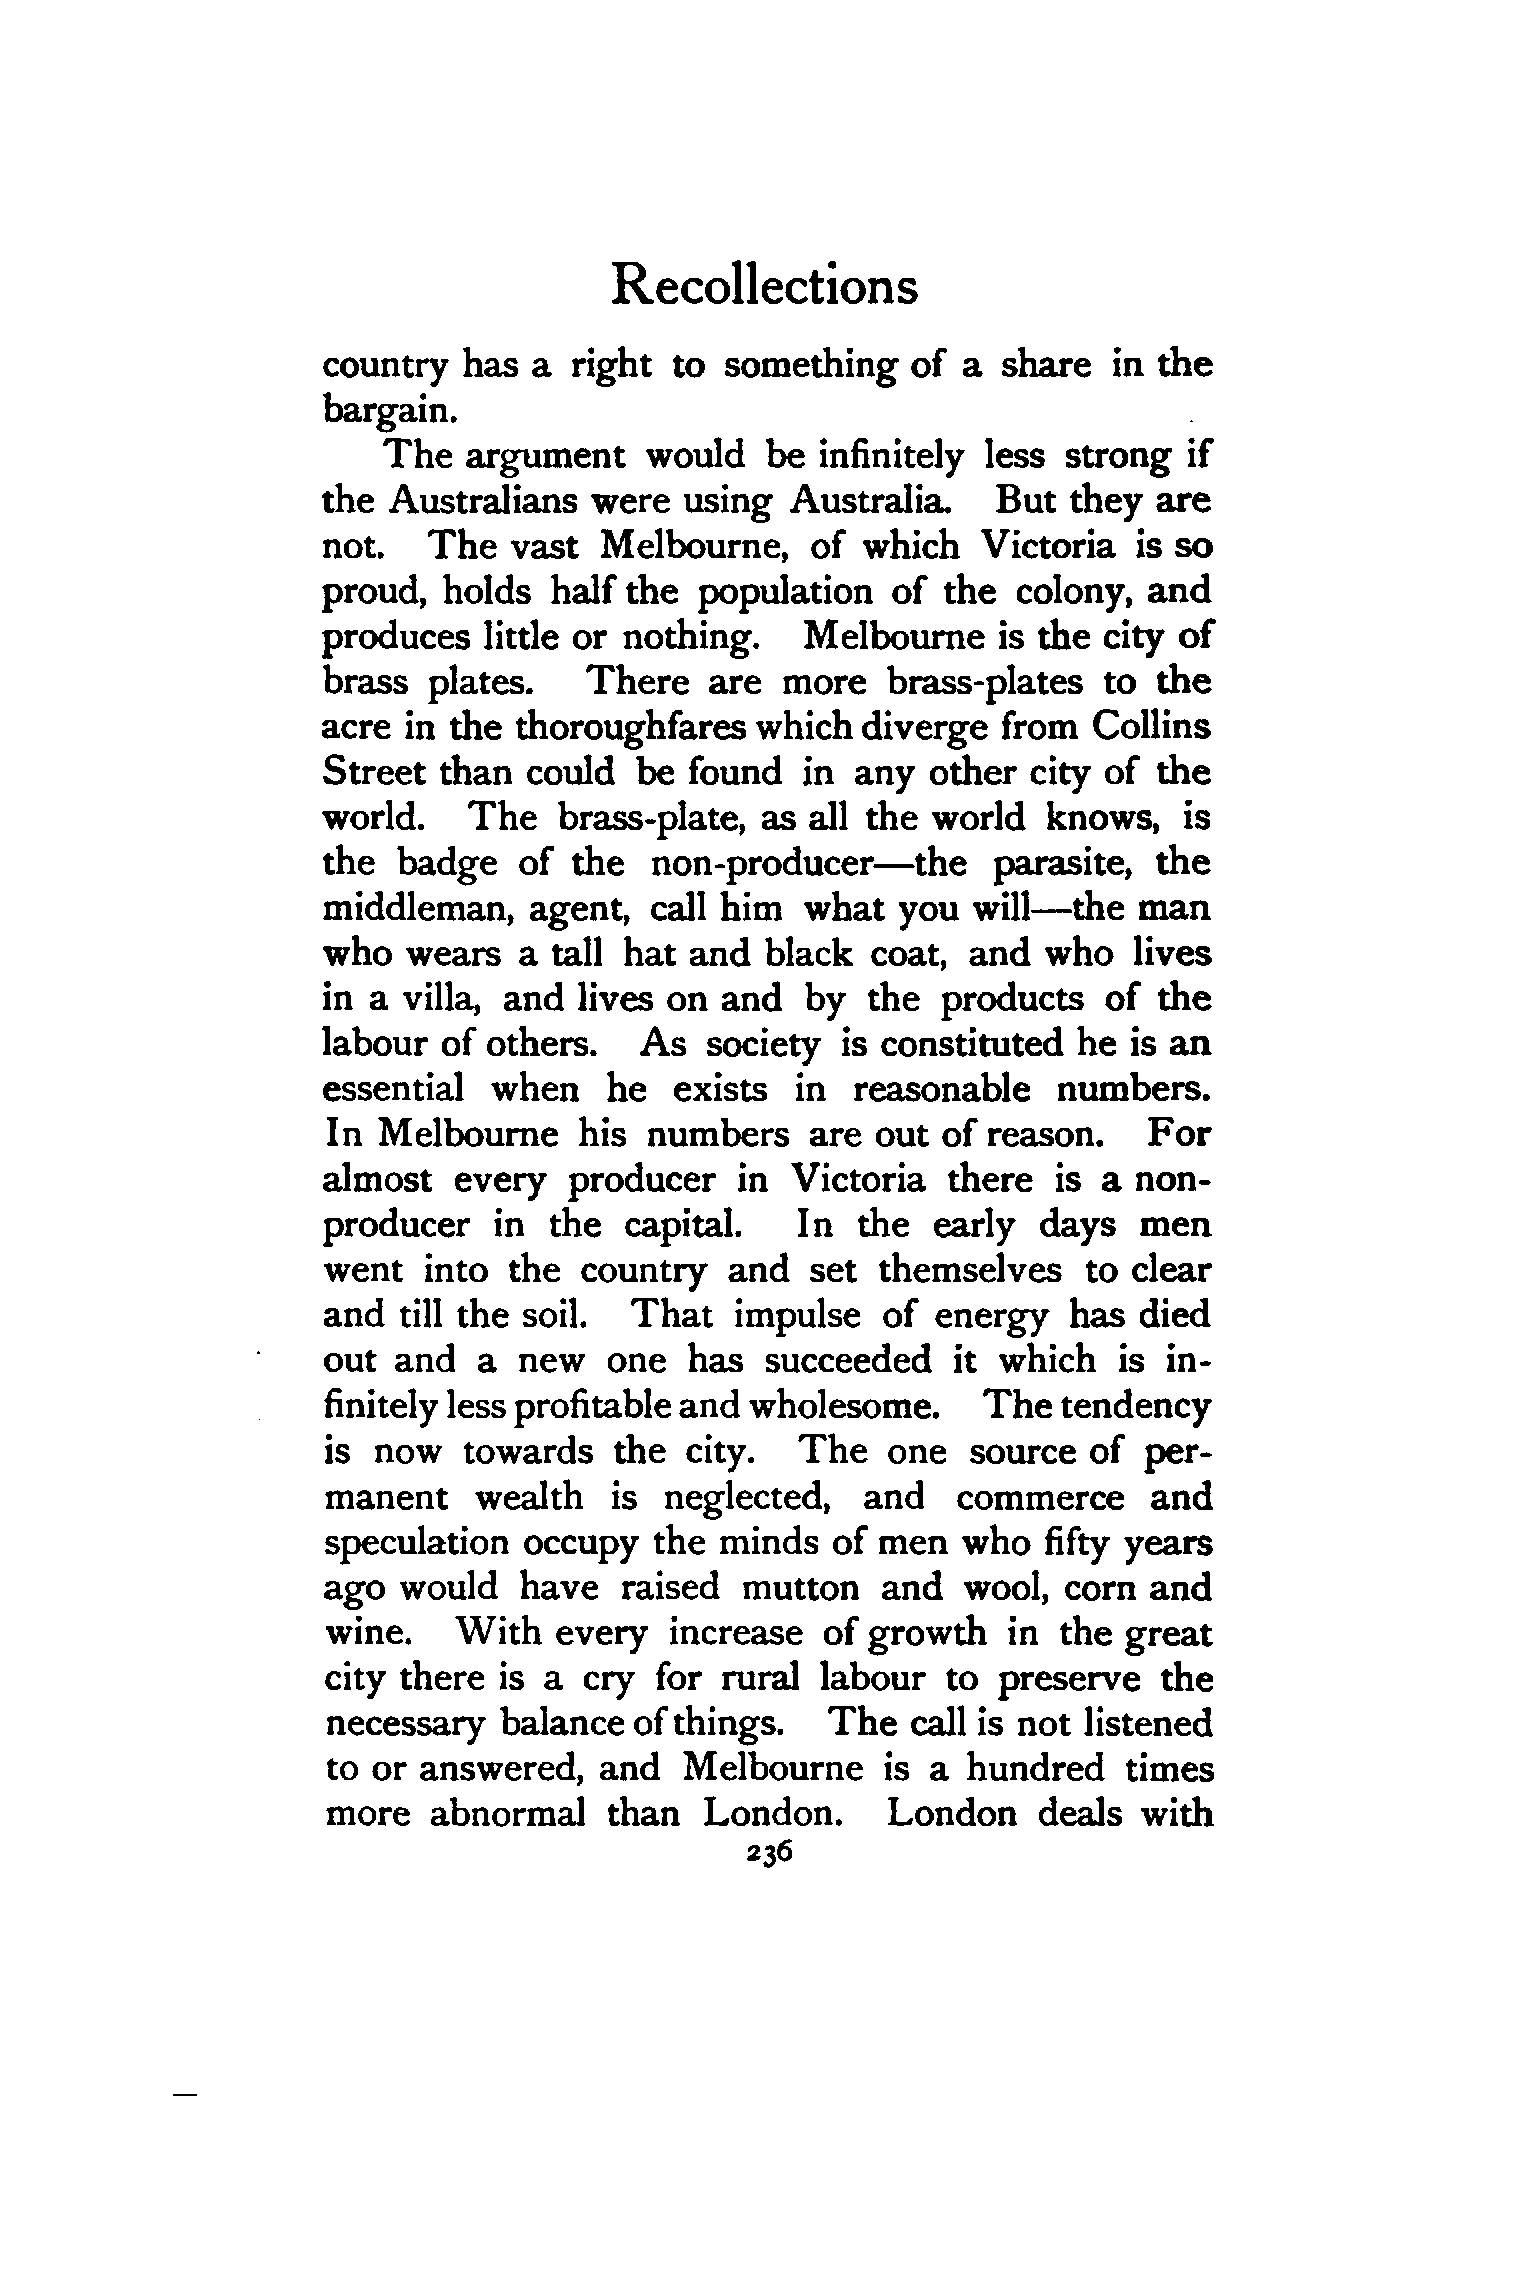 Recollections
country has a right to something of a share in the
bargain.
The argument would be infinitely less strong if
the Australians were using Australia. But they are
not. The vast Melbourne, of which Victoria is so
proud, holds half the population of the colony, and
produces little or nothing. Melbourne is the city of
brass plates. There are more brass-plates to the
acre in the thoroughfares which diverge from Collins
Street than could be found in any other city of the
world. The brass-plate, as all the world knows, is
the badge of the non-producer—the parasite, the
middleman, agent, call him what you will—the man
who wears a tall hat and black coat, and who lives
in a villa, and lives on and by the products of the
labour of others. As society is constituted he is an
essential when he exists in reasonable numbers.
In Melbourne his numbers are out of reason. For
almost every producer in Victoria there is a non-
producer in the capital. In the early days men
went into the country and set themselves to clear
and till the soil. That impulse of energy has died
out and a new one has succeeded it which is in-
finitely less profitable and wholesome. The tendency
is now towards the city. The one source of per-
manent wealth is neglected, and commerce and
speculation occupy the minds of men who fifty years
ago would have raised mutton and wool, corn and
wine. With every increase of growth in the great
city there is a cry for rural labour to preserve the
necessary balance of things. The call is not listened
to or answered, and Melbourne is a hundred times
more abnormal than London. London deals with
236